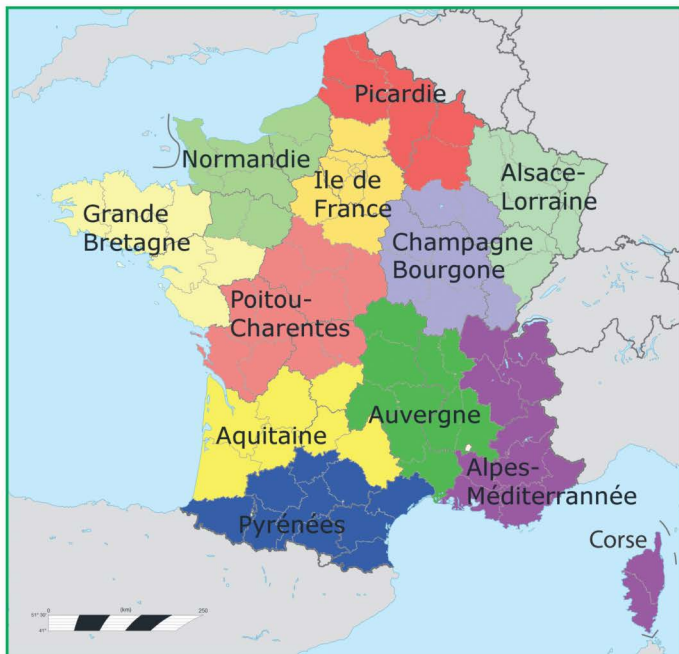 Picardie
Normandie
Ile de
France
Alsace-
Lorraine
Grande
Bretagne
Champagne
Bourgone
Poitou-
Charentes
Auvergne
Aquitaine
Alpes-
Méditerrannée
Pyrénées
Corse
0 (km) 250